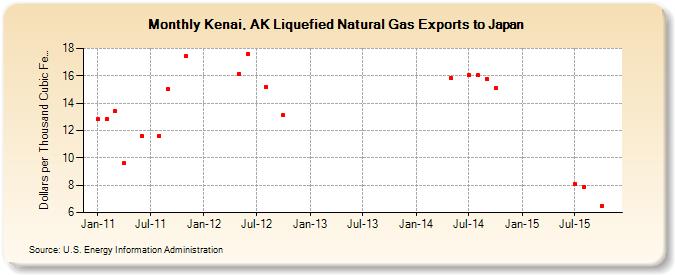 Monthly Kenai, AK Liquefied Natural Gas Exports to Japan
Dollars per Thousand Cubic Fe...
18
16
14
12
10
8
6
Jan-11 Jul-11 Jan-12 Jul-12 Jan-13 Jul-13 Jan-14 Jul-14 Jan-15 Jul-15
Source: U.S. Energy Information Administration